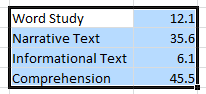 Word Study 12.1
Narrative Text 35.6
Informational Text 6.1
Comprehension 45.5